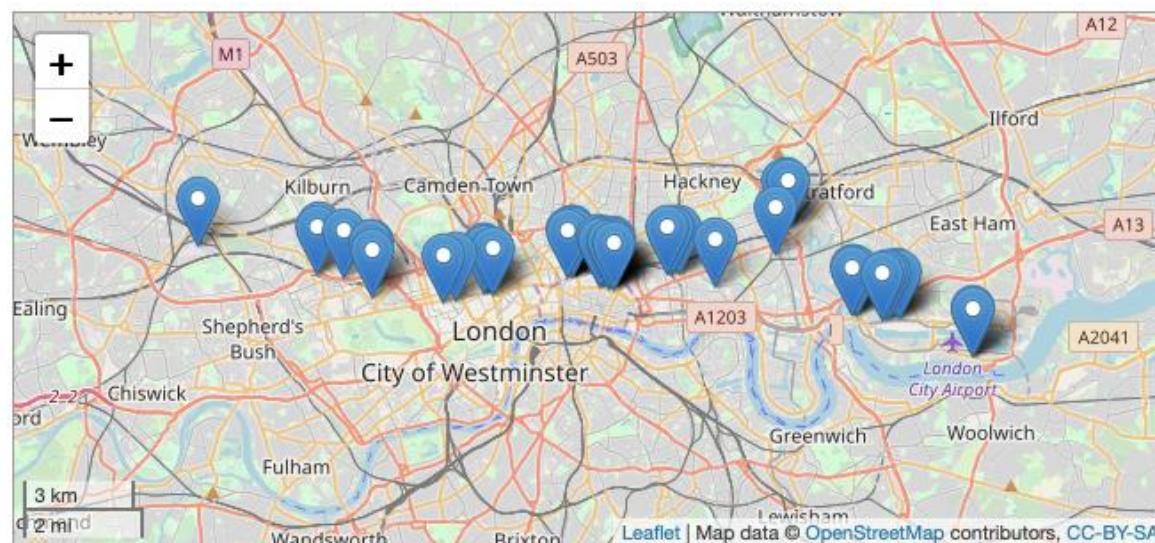 A12
M1
A503
+
−
Wembley
Ilford
Kilburn
Camden Town
Hackney
tratford
East Ham
A13
Ealing
Shepherd's
Bush
London
A1203
A2041
City of Westminster
London
City Airport
Chiswick
ord
Greenwich
Woolwich
Fulham
3 km
2 mi
Lewisham
Wandsworth
Brixton
Leaflet | Map data © OpenStreetMap contributors, CC-BY-SA